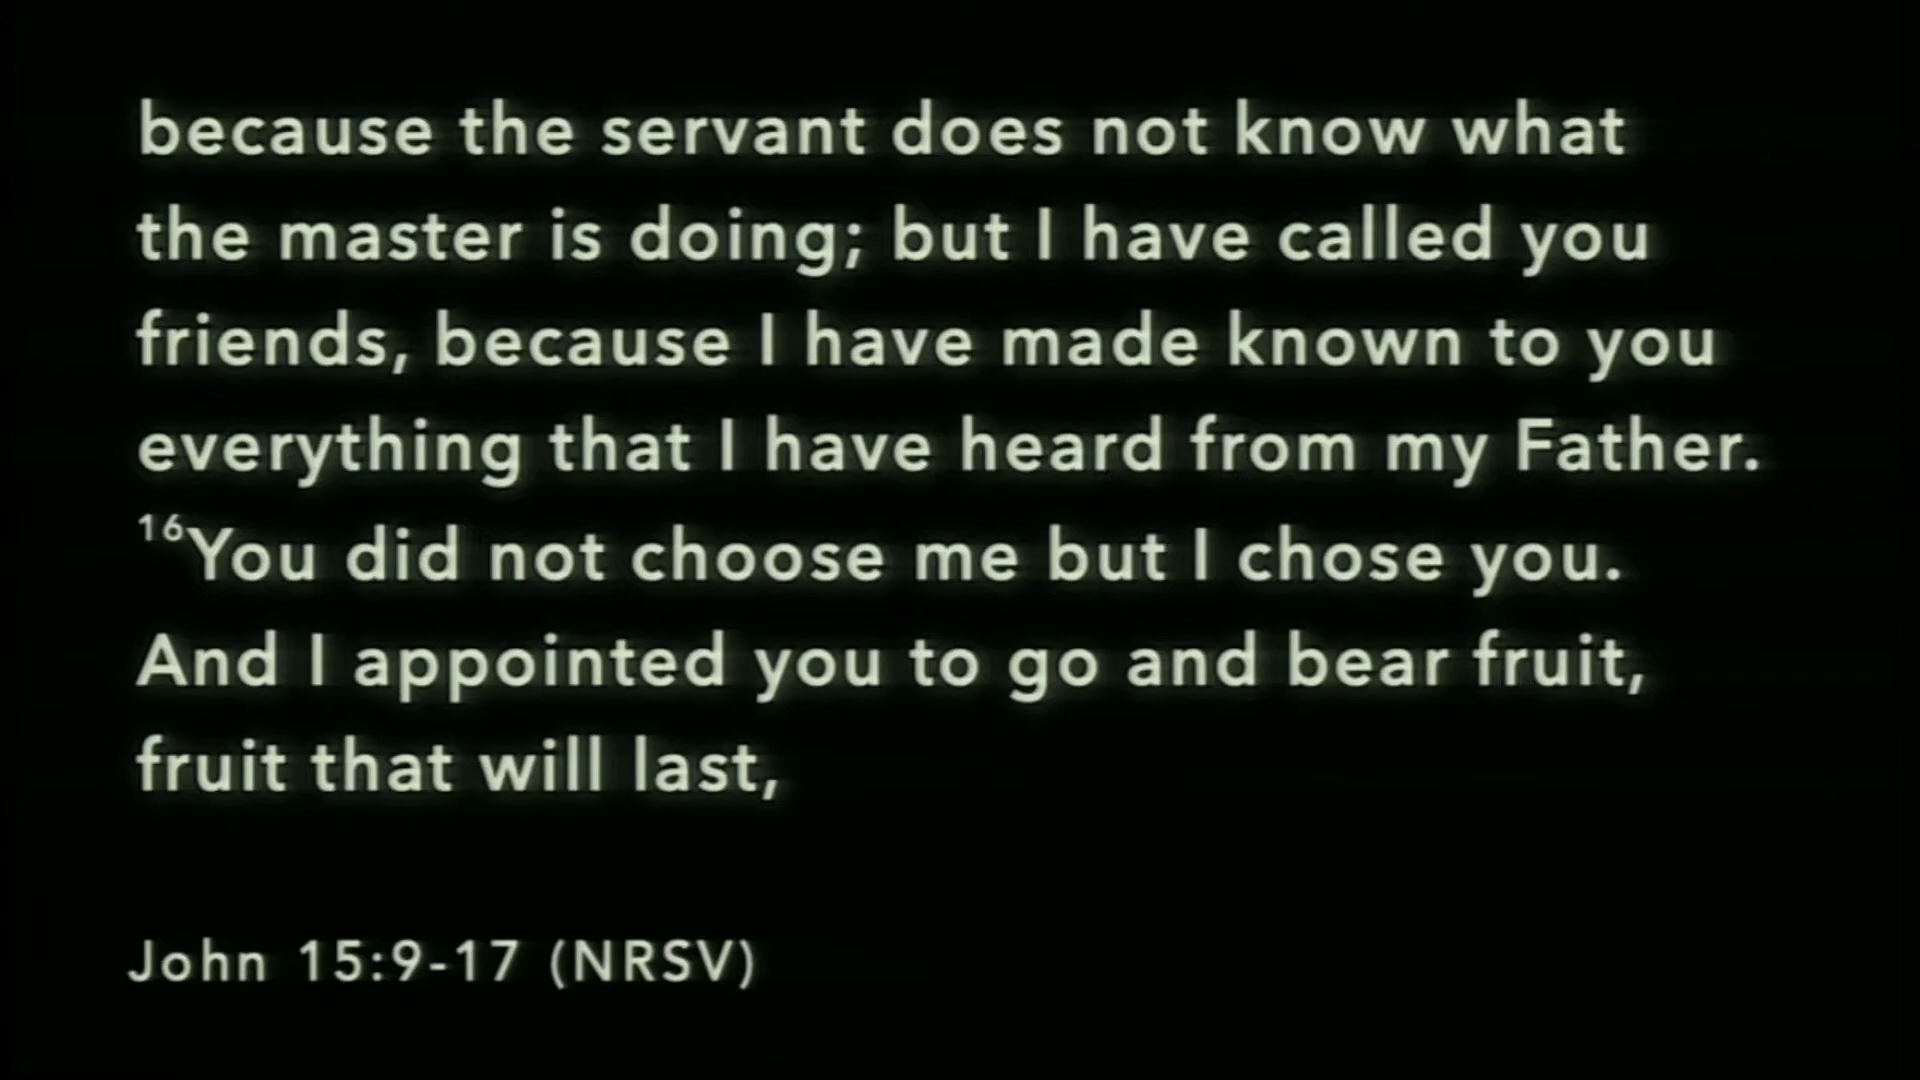 because the servant does not know what
the master is doing; but I have called you
friends, because I have made known to you
everything that I have heard from my Father.
¹⁶You did not choose me but I chose you.
And I appointed you to go and bear fruit,
fruit that will last,
John 15:9-17 (NRSV)